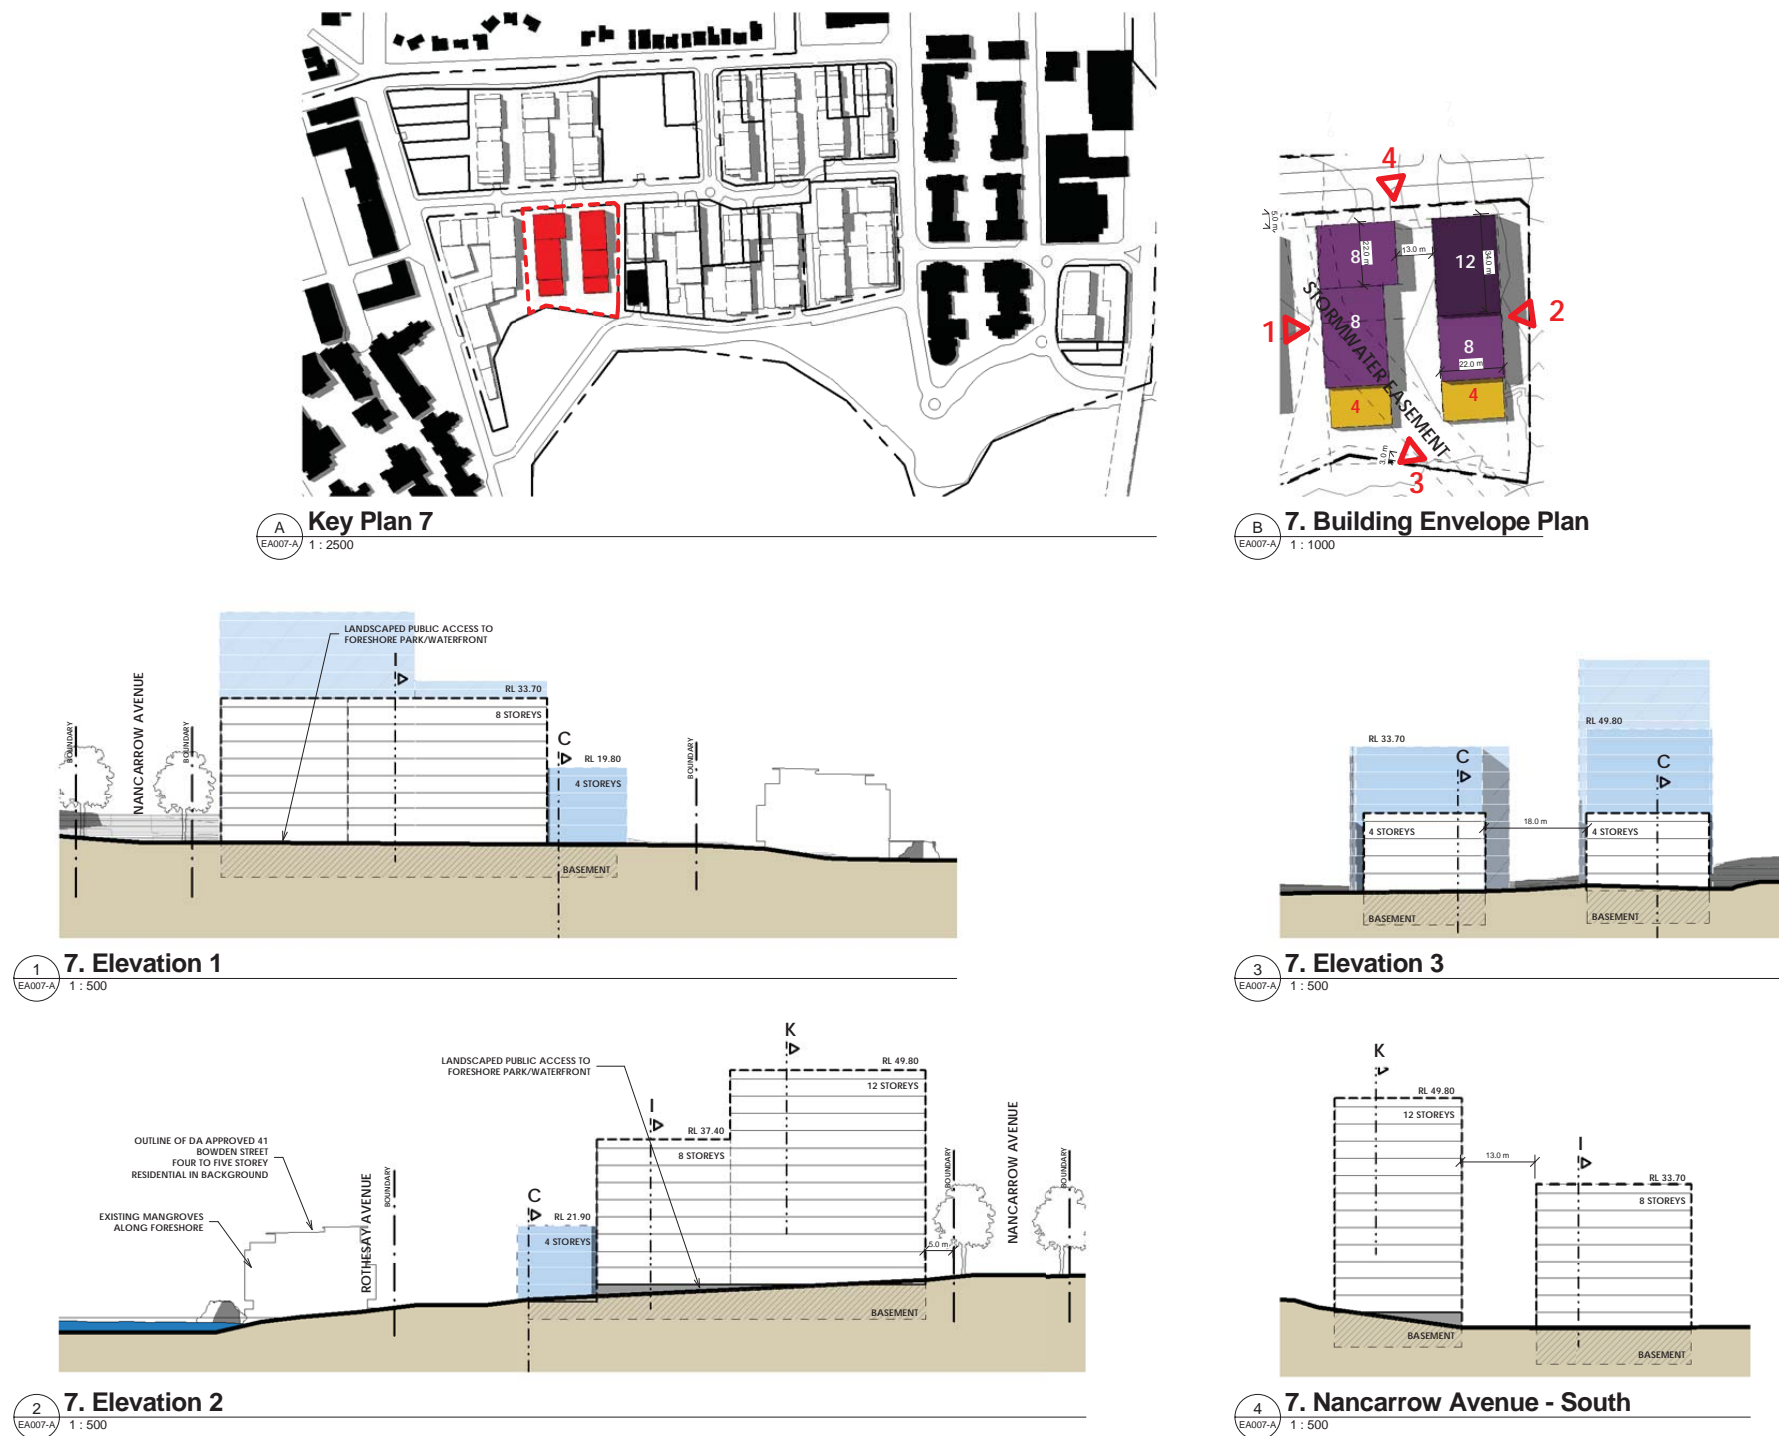 A
EA007-A
Key Plan 7
1 : 2500
4
5.0 m
8
22.0 m
13.0 m
12
34.0 m
1
2
STORMWATER EASEMENT
8
8
22.0 m
4
4
3.0 m
3
B
EA007-A
7. Building Envelope Plan
1 : 1000
LANDSCAPED PUBLIC ACCESS TO
FORESHORE PARK/WATERFRONT
I
RL 33.70
8 STOREYS
BOUNDARY
NANCARROW AVENUE
BOUNDARY
C
RL 19.80
4 STOREYS
BOUNDARY
BASEMENT
1
EA007-A
7. Elevation 1
1 : 500
RL 49.80
RL 33.70
C
C
18.0 m
4 STOREYS
4 STOREYS
BASEMENT
BASEMENT
3
EA007-A
7. Elevation 3
1 : 500
K
LANDSCAPED PUBLIC ACCESS TO
FORESHORE PARK/WATERFRONT
RL 49.80
12 STOREYS
I
RL 37.40
8 STOREYS
OUTLINE OF DA APPROVED 41
BOWDEN STREET
FOUR TO FIVE STOREY
RESIDENTIAL IN BACKGROUND
EXISTING MANGROVES
ALONG FORESHORE
ROTHESAY AVENUE
BOUNDARY
C
RL 21.90
4 STOREYS
5.0 m
BOUNDARY
NANCARROW AVENUE
BOUNDARY
BASEMENT
2
EA007-A
7. Elevation 2
1 : 500
K
RL 49.80
12 STOREYS
13.0 m
I
RL 33.70
8 STOREYS
BASEMENT
BASEMENT
4
EA007-A
7. Nancarrow Avenue - South
1 : 500